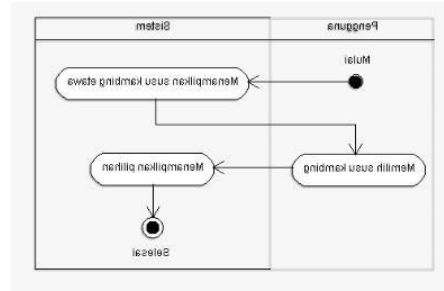 Sistem
Pengguna
Mulai
Menampilkan susu kambing etawa
Menampilkan pilihan
Memilih susu kambing
Selesai